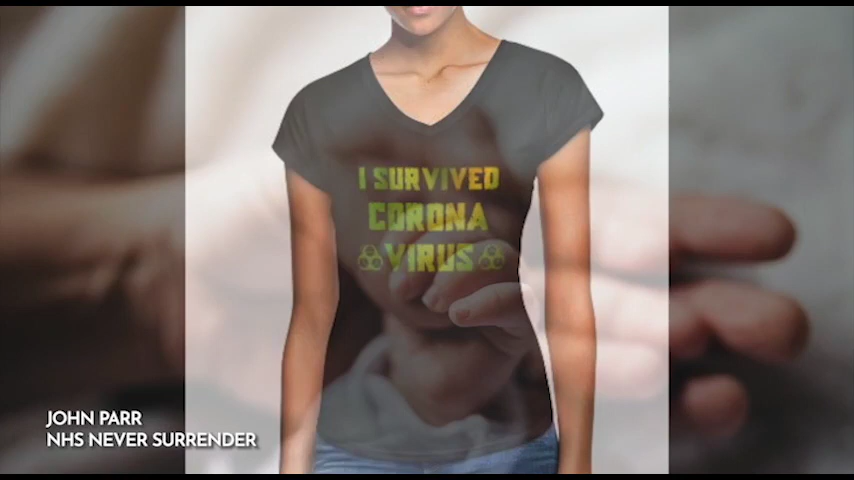 I SURVIVED
CORONA
VIRUS
JOHN PARR
NHS NEVER SURRENDER